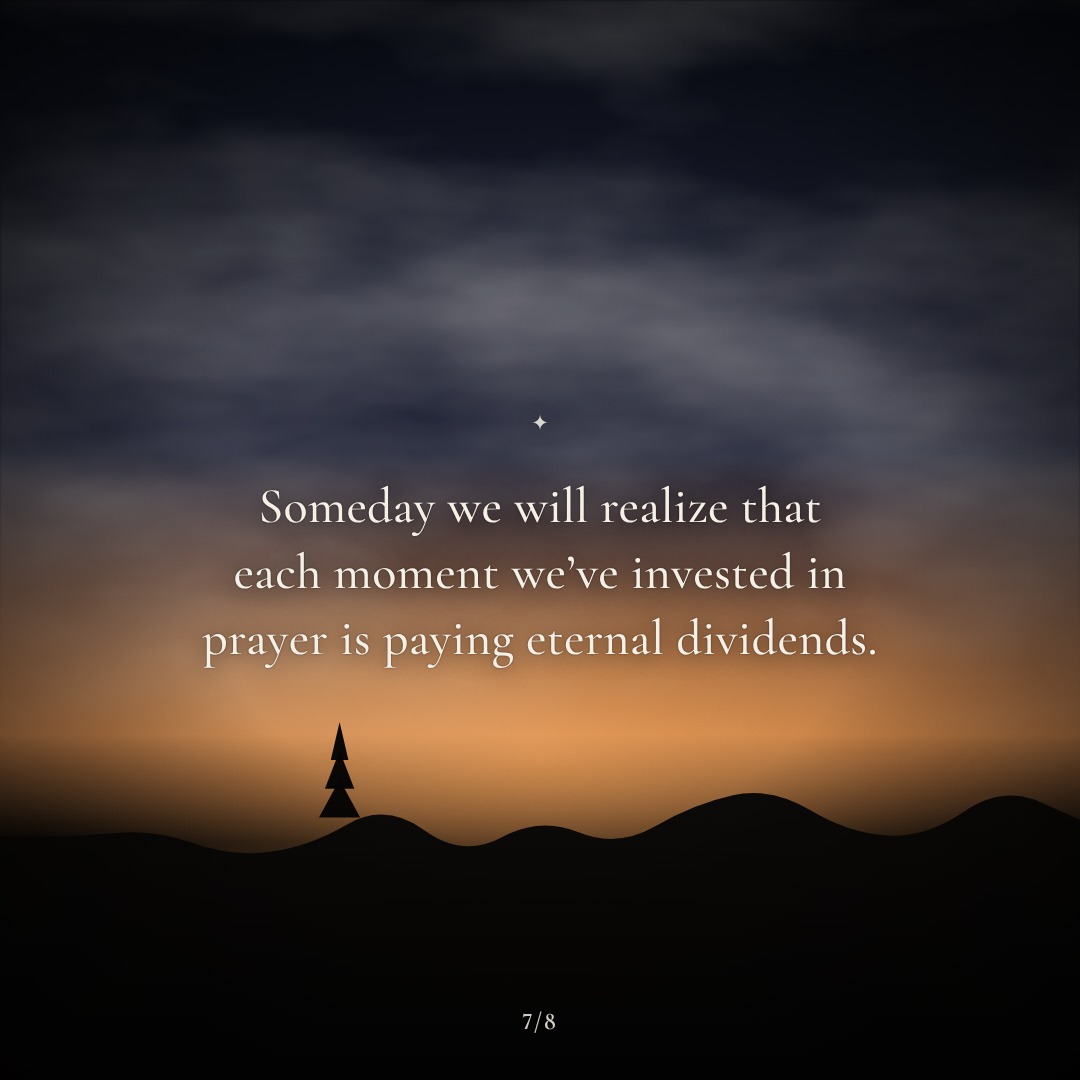 Someday we will realize that
each moment we’ve invested in
prayer is paying eternal dividends.
7/8